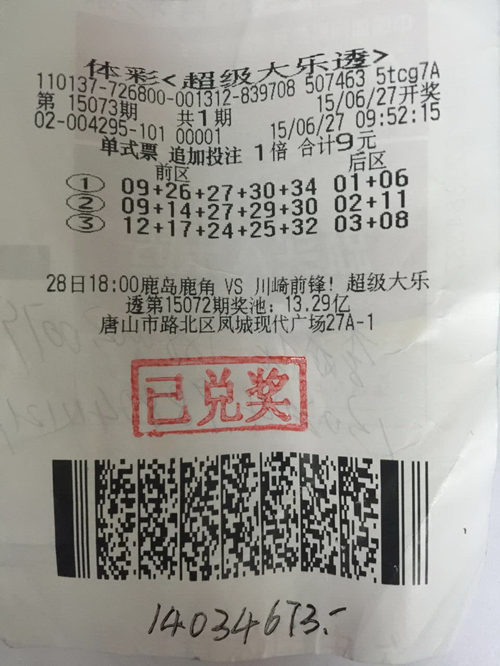 体彩<超级大乐透>
110137-726800-001312-839708 507463 5tcg7A
第 15073期 共1期 15/06/27开奖
02-004295-101 00001 15/06/27 09:52:15
单式票 追加投注 1倍 合计9元
前区 后区
① 09+26+27+30+34 01+06
② 09+14+27+29+30 02+11
③ 12+17+24+25+32 03+08
28日18:00鹿岛鹿角 VS 川崎前锋! 超级大乐
透第15072期奖池: 13.29亿
唐山市路北区凤城现代广场27A-1
已兑奖
14034673.-